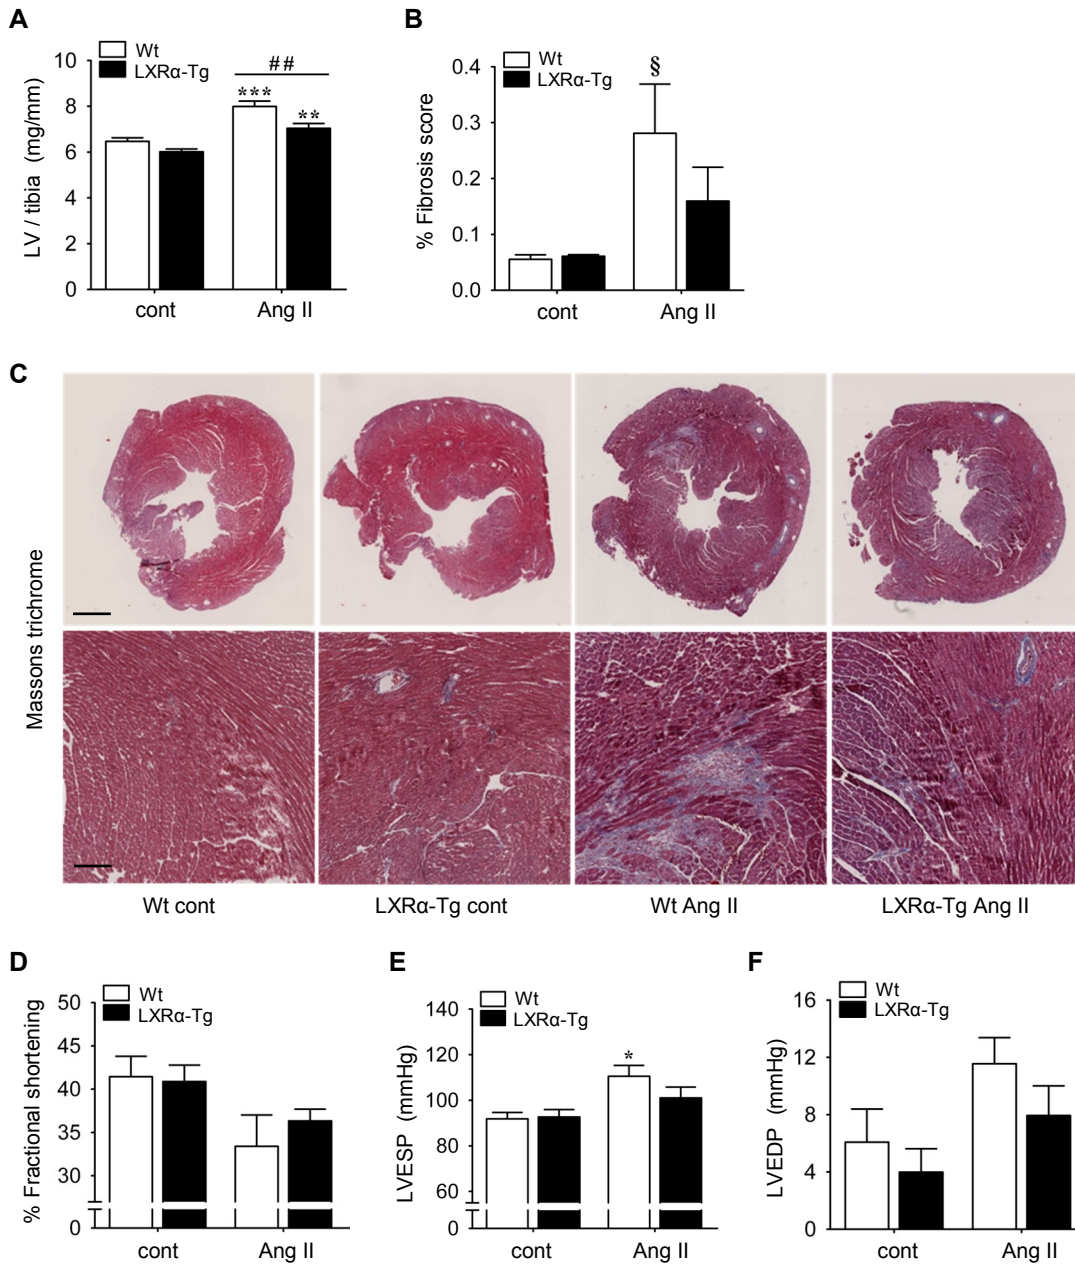 A
Wt
LXRα-Tg
LV / tibia (mg/mm)
10
8
6
4
2
0
***
**
##
cont
Ang II
B
Wt
LXRα-Tg
% Fibrosis score
0.4
0.3
0.2
0.1
0.0
§
cont
Ang II
C
Massons trichrome
Wt cont
LXRα-Tg cont
Wt Ang II
LXRα-Tg Ang II
D
Wt
LXRα-Tg
% Fractional shortening
50
45
40
35
30
0
cont
Ang II
E
Wt
LXRα-Tg
LVESP (mmHg)
140
120
100
80
60
0
*
cont
Ang II
F
Wt
LXRα-Tg
LVEDP (mmHg)
16
12
8
4
0
cont
Ang II